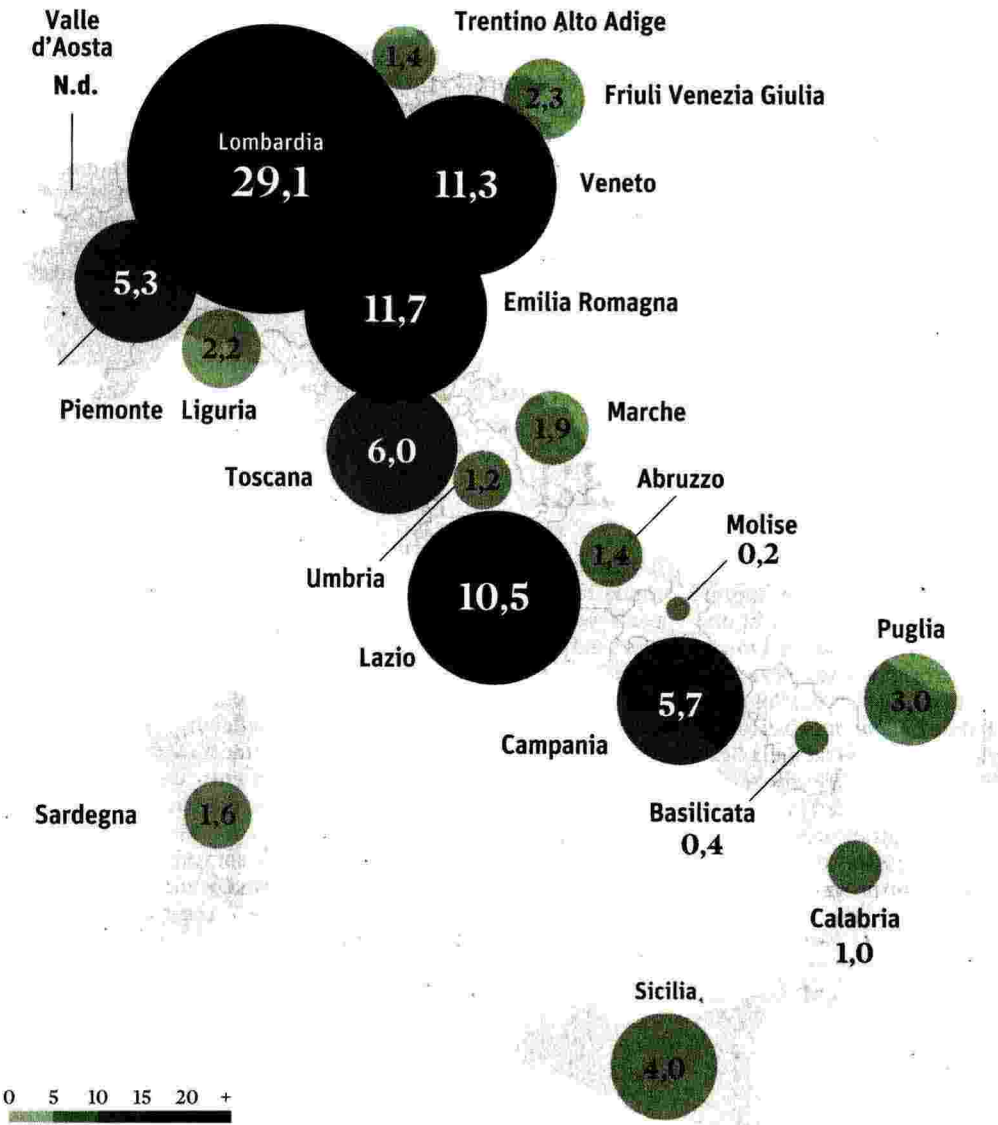 Valle
d'Aosta
N.d.
Trentino Alto Adige
1,4
2,3
Friuli Venezia Giulia
Lombardia
29,1
11,3
Veneto
5,3
11,7
Emilia Romagna
2,2
Piemonte
Liguria
1,9
Marche
6,0
Toscana
1,2
Umbria
Abruzzo
1,4
Molise
0,2
10,5
Lazio
Puglia
3,0
5,7
Campania
Basilicata
0,4
Sardegna
1,6
Calabria
1,0
Sicilia
4,0
0 5 10 15 20 +